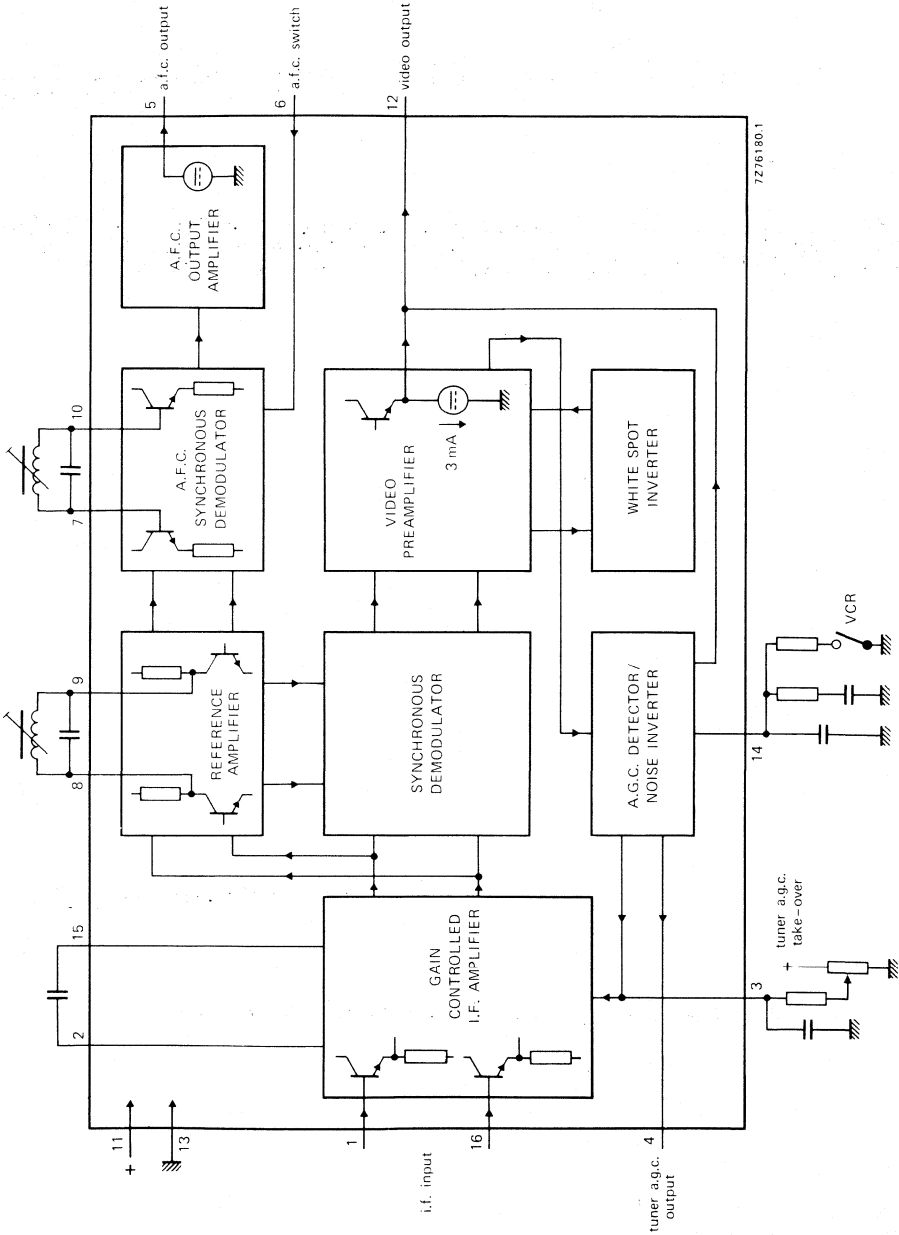 5 a.f.c. output
6 a.f.c. switch
12 video output
7Z76180.1
A.F.C.
OUTPUT
AMPLIFIER
10
7
A.F.C.
SYNCHRONOUS
DEMODULATOR
VIDEO
PREAMPLIFIER
3 mA
WHITE SPOT
INVERTER
9
8
REFERENCE
AMPLIFIER
SYNCHRONOUS
DEMODULATOR
A.G.C. DETECTOR/
NOISE INVERTER
14
VCR
15
2
GAIN
CONTROLLED
I.F. AMPLIFIER
3
+
tuner a.g.c.
take-over
11
+
13
1
16
i.f. input
4
tuner a.g.c.
output